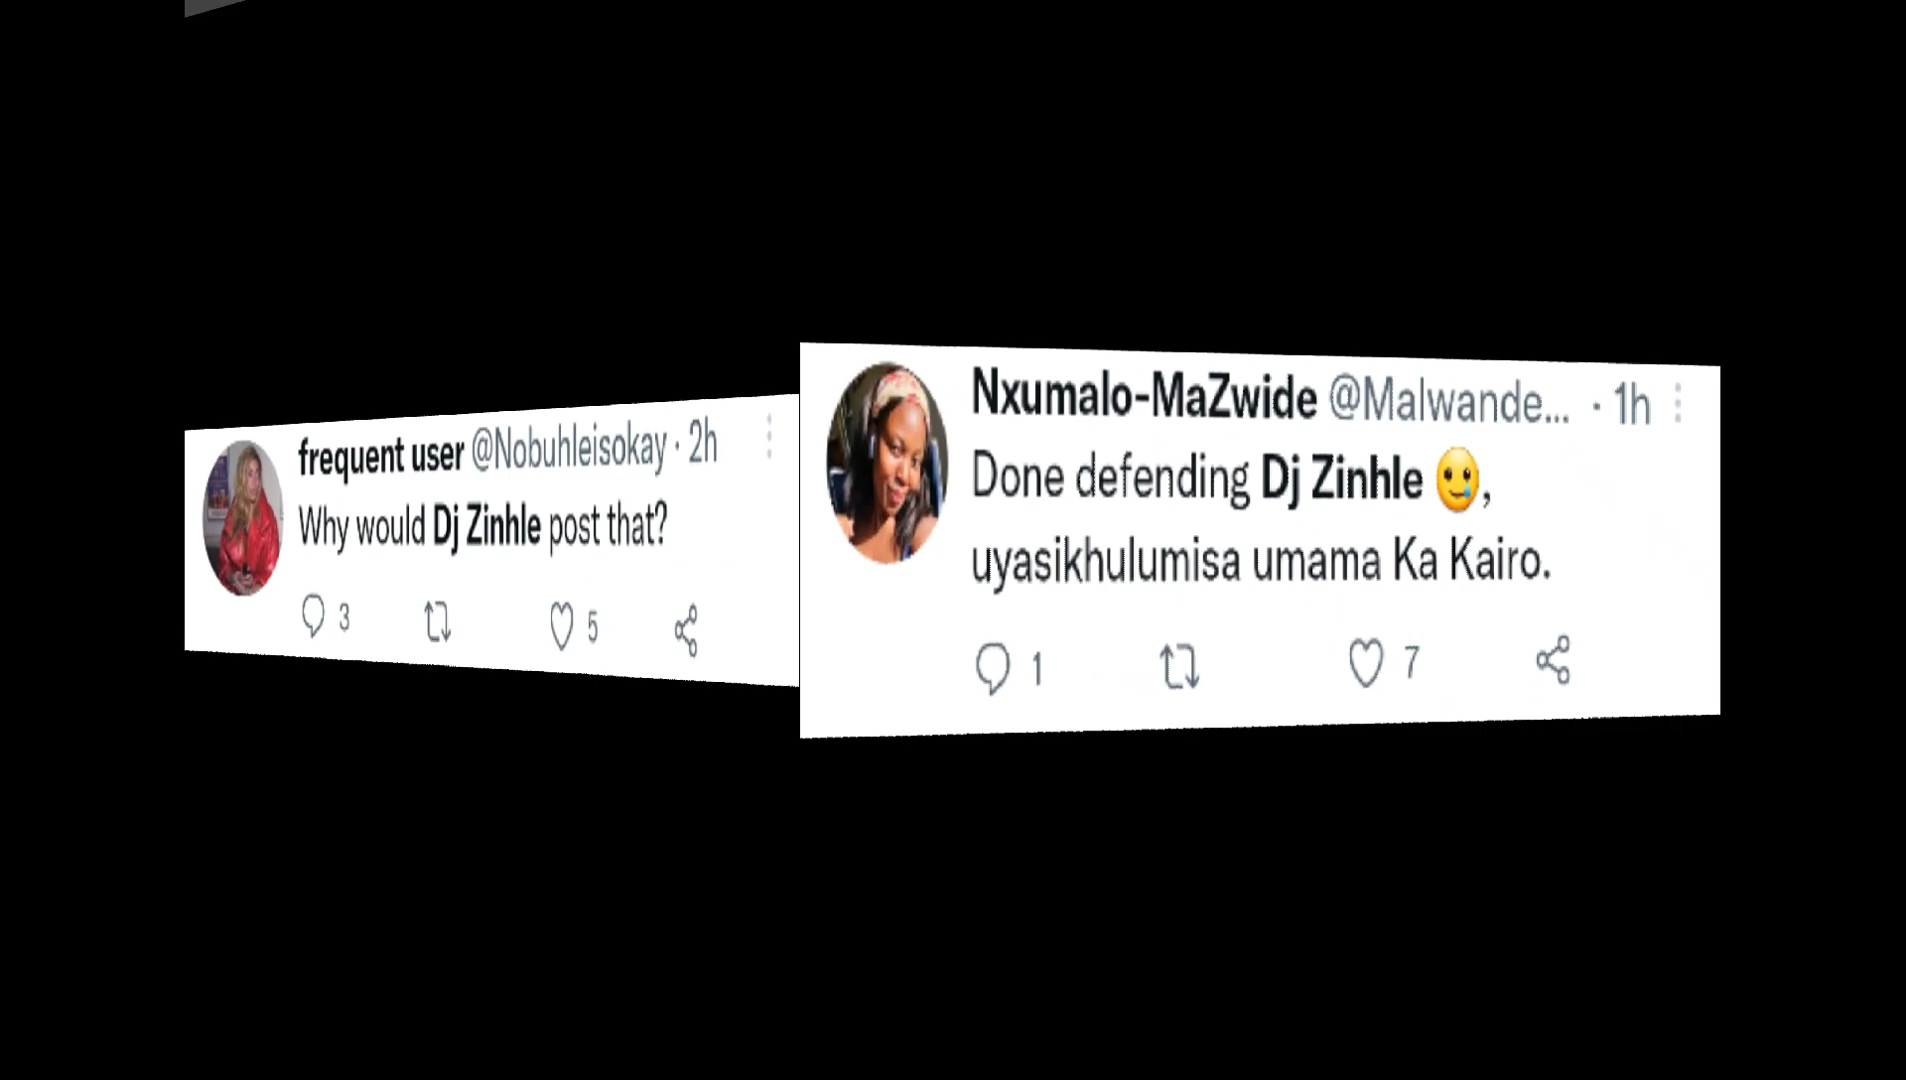 frequent user @Nobuhleisokay · 2h
Why would Dj Zinhle post that?
3 5
Nxumalo-MaZwide @Malwande... · 1h
Done defending Dj Zinhle 🥲,
uyasikhulumisa umama Ka Kairo.
1 7